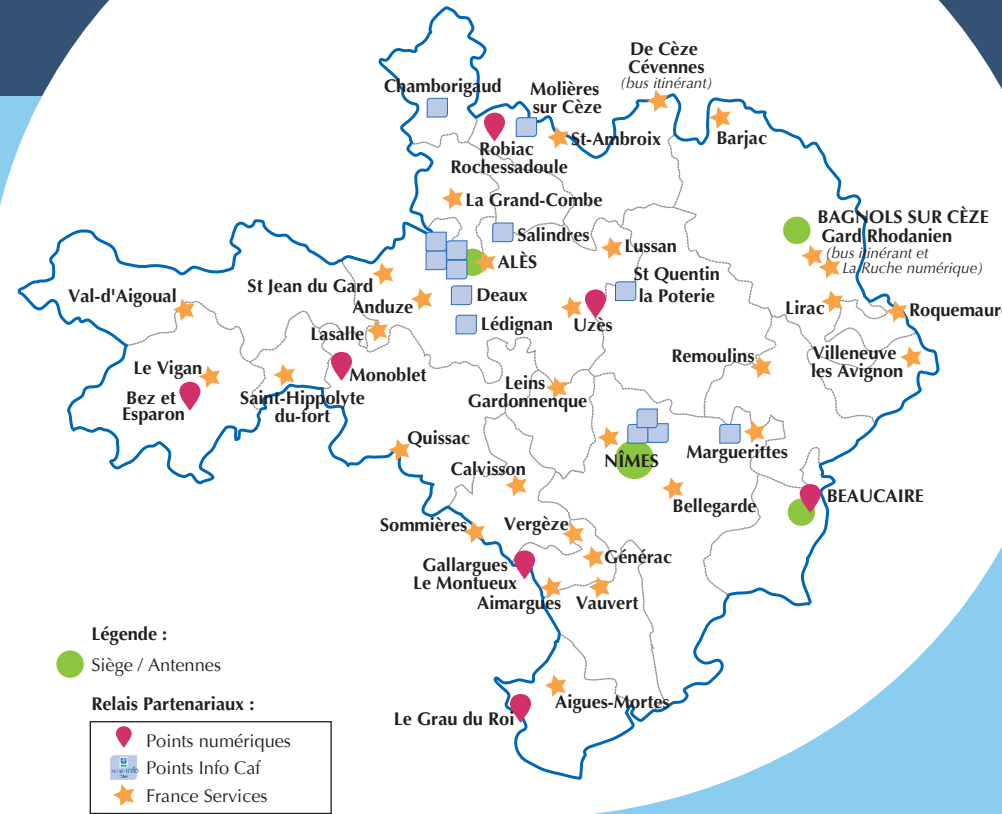 De Cèze
Cévennes
(bus itinérant)
Chamborigaud
Molières
sur Cèze
St-Ambroix
Barjac
Robiac
Rochessadoule
La Grand-Combe
BAGNOLS SUR CÈZE
Gard Rhodanien
(bus itinérant et
La Ruche numérique)
Salindres
Lussan
ALÈS
St Quentin
la Poterie
St Jean du Gard
Deaux
Val-d'Aigoual
Anduze
Lirac
Roquemaure
Lédignan
Uzès
Lasalle
Remoulins
Villeneuve
les Avignon
Le Vigan
Monoblet
Bez et
Esparon
Saint-Hippolyte
du-fort
Leins
Gardonnenque
Quissac
NÎMES
Marguerittes
Calvisson
BEAUCAIRE
Bellegarde
Sommières
Vergèze
Générac
Gallargues
Le Montueux
Aimargues
Vauvert
Légende :
Siège / Antennes
Aigues-Mortes
Le Grau du Roi
Relais Partenariaux :
Points numériques
Points Info Caf
France Services